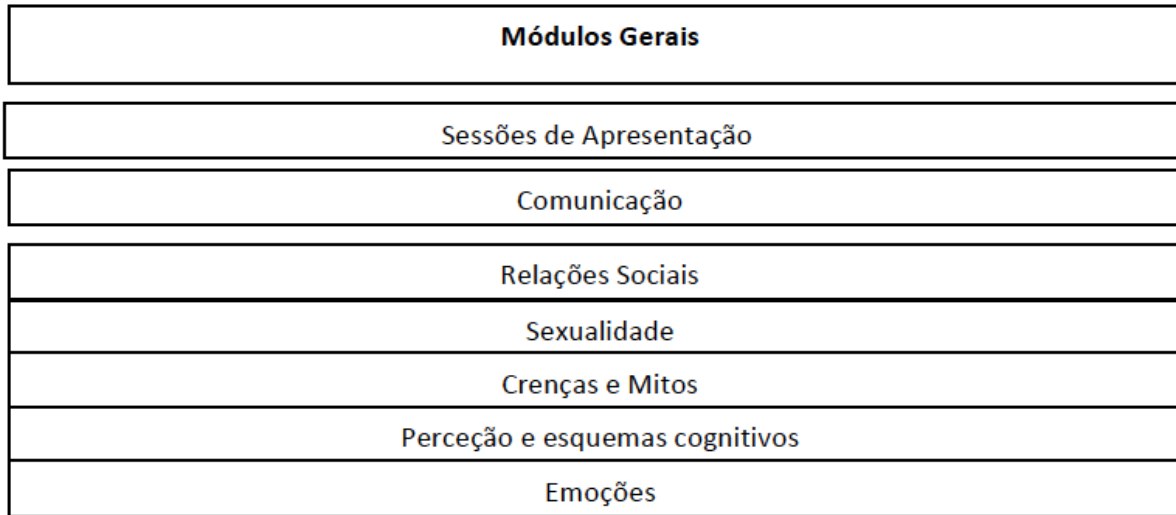 Módulos Gerais
Sessões de Apresentação
Comunicação
Relações Sociais
Sexualidade
Crenças e Mitos
Perceção e esquemas cognitivos
Emoções